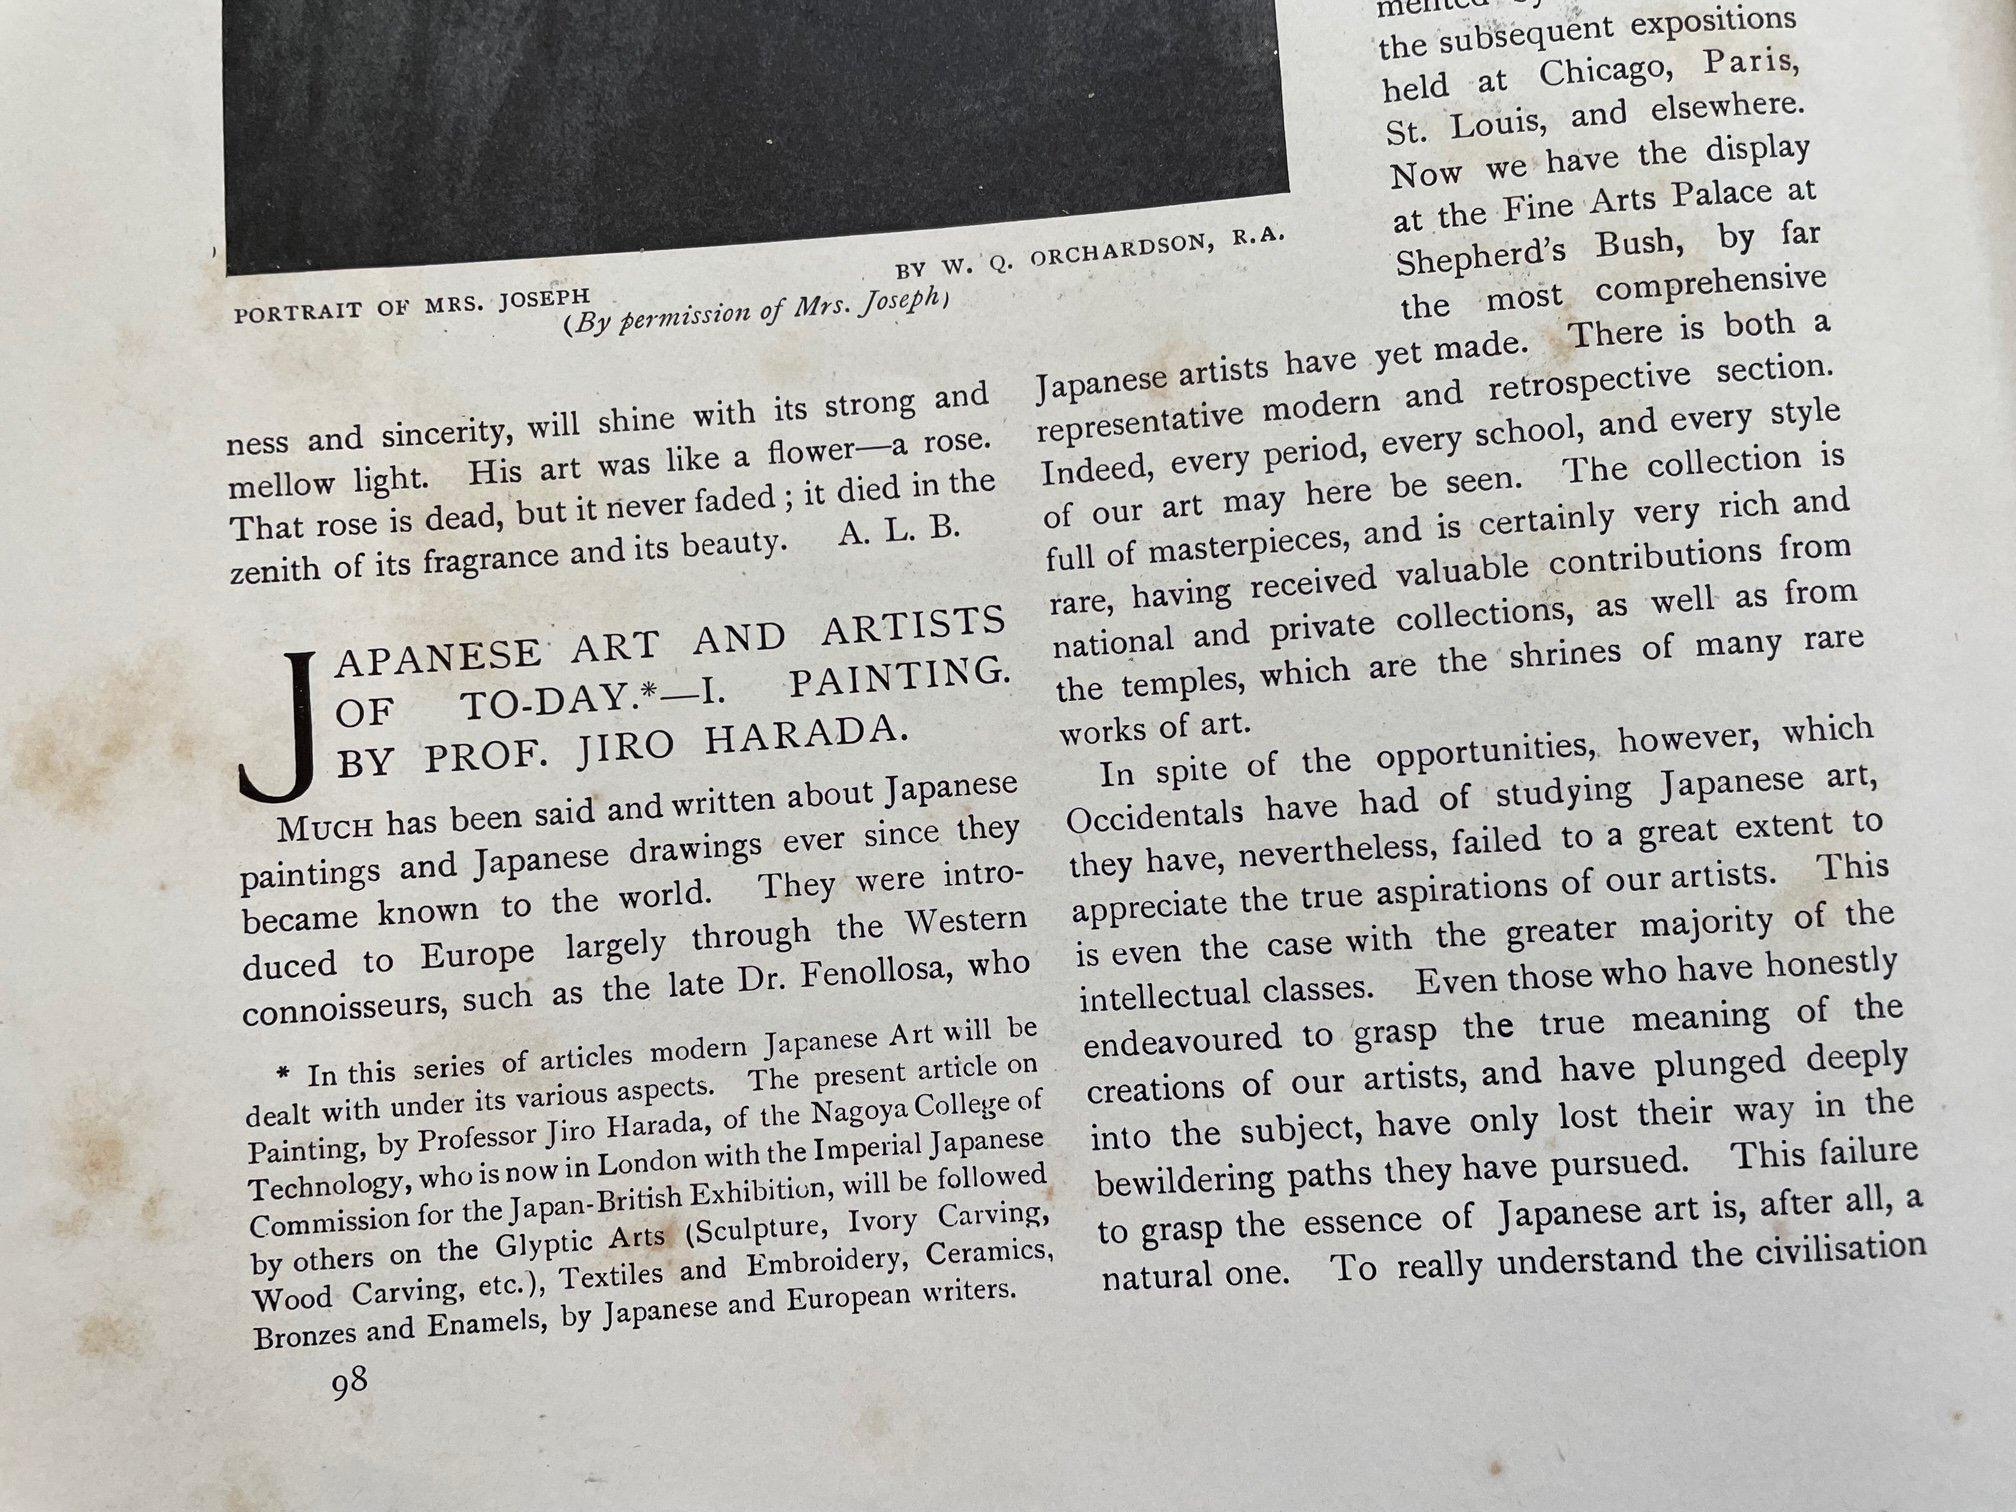 PORTRAIT OF MRS. JOSEPH
BY W. Q. ORCHARDSON, R.A.
(By permission of Mrs. Joseph)
ness and sincerity, will shine with its strong and
mellow light. His art was like a flower—a rose.
That rose is dead, but it never faded ; it died in the
zenith of its fragrance and its beauty. A. L. B.
JAPANESE ART AND ARTISTS
OF TO-DAY.*—I. PAINTING.
BY PROF. JIRO HARADA.
MUCH has been said and written about Japanese
paintings and Japanese drawings ever since they
became known to the world. They were intro-
duced to Europe largely through the Western
connoisseurs, such as the late Dr. Fenollosa, who
* In this series of articles modern Japanese Art will be
dealt with under its various aspects. The present article on
Painting, by Professor Jiro Harada, of the Nagoya College of
Technology, who is now in London with the Imperial Japanese
Commission for the Japan-British Exhibition, will be followed
by others on the Glyptic Arts (Sculpture, Ivory Carving,
Wood Carving, etc.), Textiles and Embroidery, Ceramics,
Bronzes and Enamels, by Japanese and European writers.
98
the subsequent expositions
held at Chicago, Paris,
St. Louis, and elsewhere.
Now we have the display
at the Fine Arts Palace at
Shepherd's Bush, by far
the most comprehensive
Japanese artists have yet made. There is both a
representative modern and retrospective section.
Indeed, every period, every school, and every style
of our art may here be seen. The collection is
full of masterpieces, and is certainly very rich and
rare, having received valuable contributions from
national and private collections, as well as from
the temples, which are the shrines of many rare
works of art.
In spite of the opportunities, however, which
Occidentals have had of studying Japanese art,
they have, nevertheless, failed to a great extent to
appreciate the true aspirations of our artists. This
is even the case with the greater majority of the
intellectual classes. Even those who have honestly
endeavoured to grasp the true meaning of the
creations of our artists, and have plunged deeply
into the subject, have only lost their way in the
bewildering paths they have pursued. This failure
to grasp the essence of Japanese art is, after all, a
natural one. To really understand the civilisation